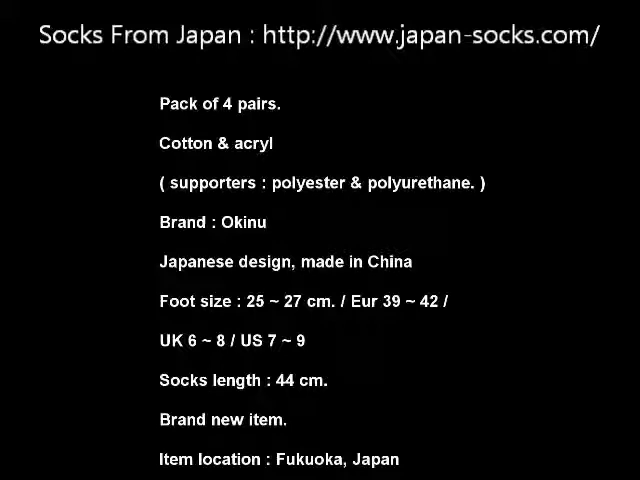 Socks From Japan : http://www.japan-socks.com/
Pack of 4 pairs.
Cotton & acryl
( supporters : polyester & polyurethane. )
Brand : Okinu
Japanese design, made in China
Foot size : 25 ~ 27 cm. / Eur 39 ~ 42 /
UK 6 ~ 8 / US 7 ~ 9
Socks length : 44 cm.
Brand new item.
Item location : Fukuoka, Japan